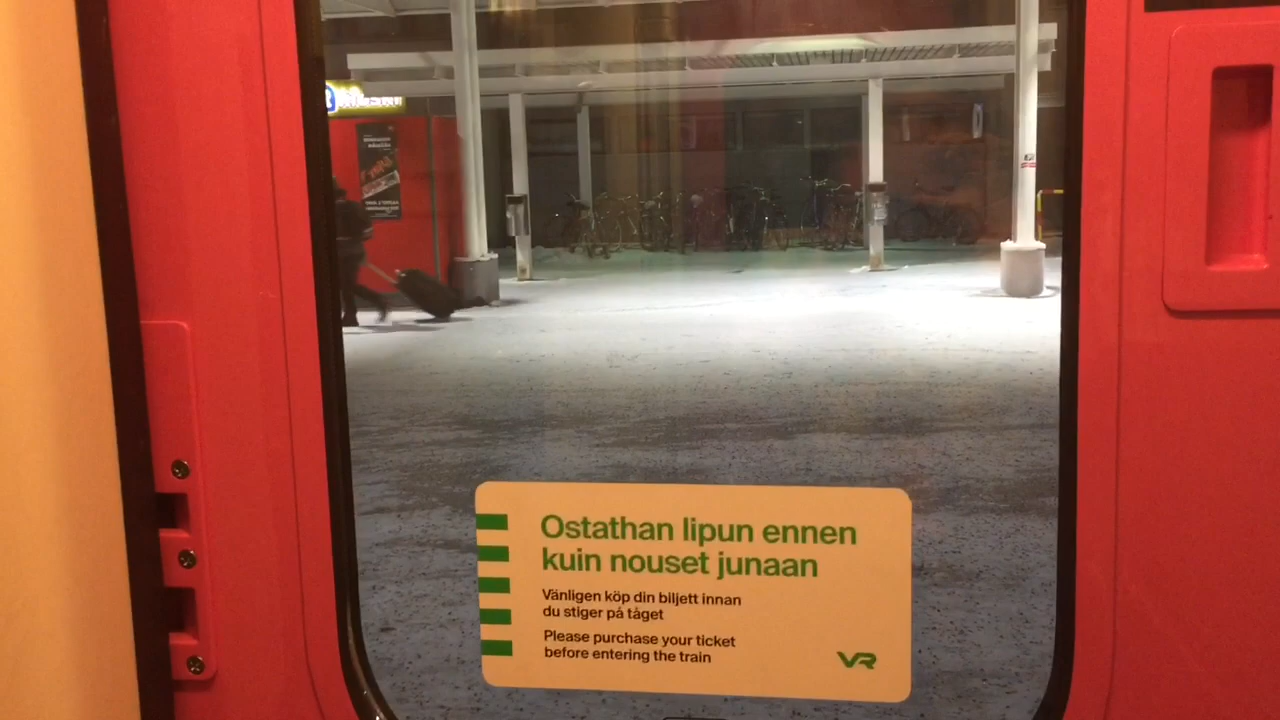 Ostathan lipun ennen
kuin nouset junaan
Vänligen köp din biljett innan
du stiger på tåget
Please purchase your ticket
before entering the train
VR